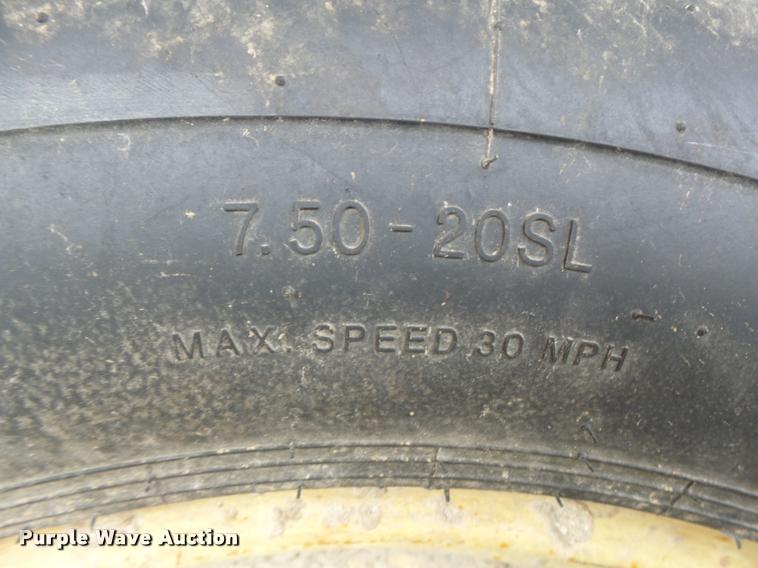 7.50-20SL
MAX. SPEED 30 MPH
Purple Wave Auction